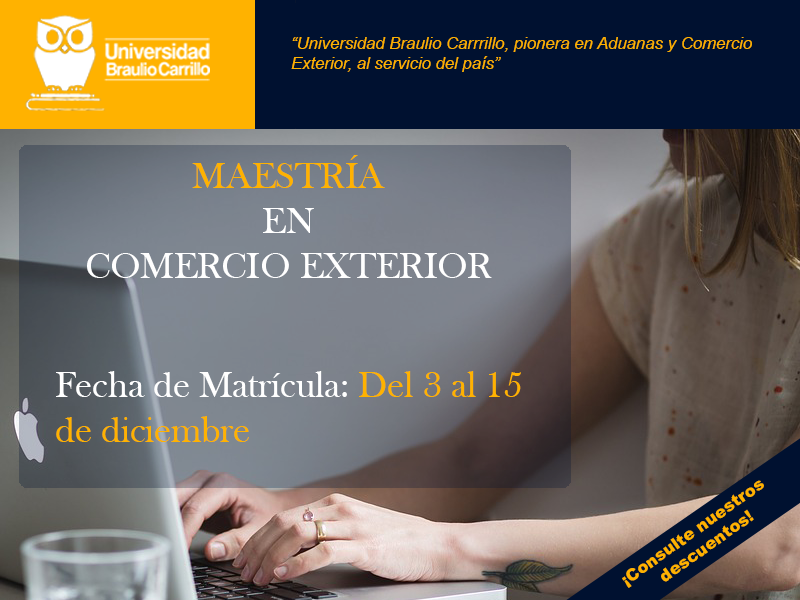 Universidad
Braulio Carrillo
“Universidad Braulio Carrrillo, pionera en Aduanas y Comercio
Exterior, al servicio del país”
MAESTRÍA
EN
COMERCIO EXTERIOR
Fecha de Matrícula: Del 3 al 15
de diciembre
¡Consulte nuestros
descuentos!